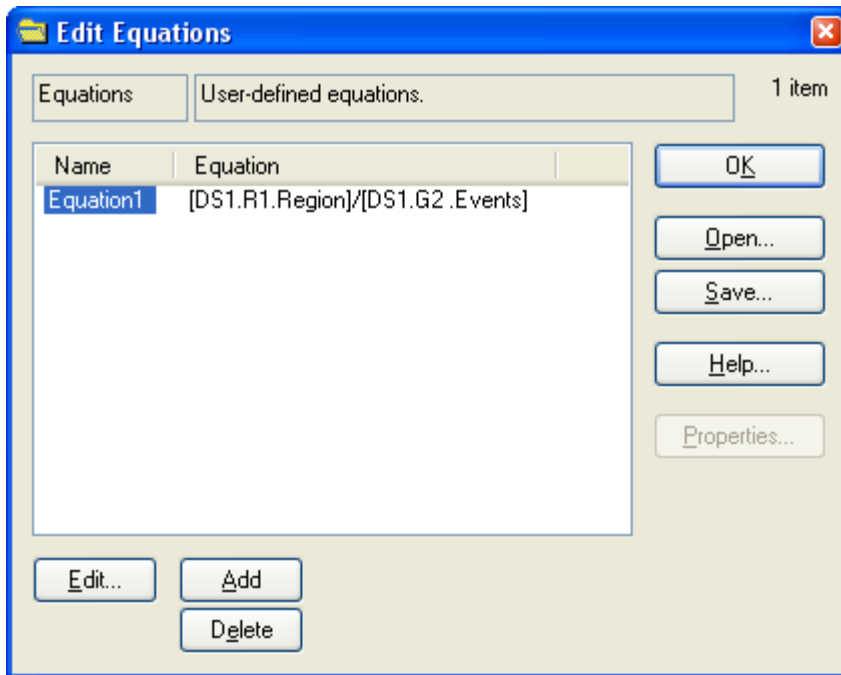 Edit Equations
Equations User-defined equations. 1 item
Name Equation
Equation1 [DS1.R1.Region]/[DS1.G2 .Events]
OK
Open...
Save...
Help...
Properties...
Edit... Add
Delete